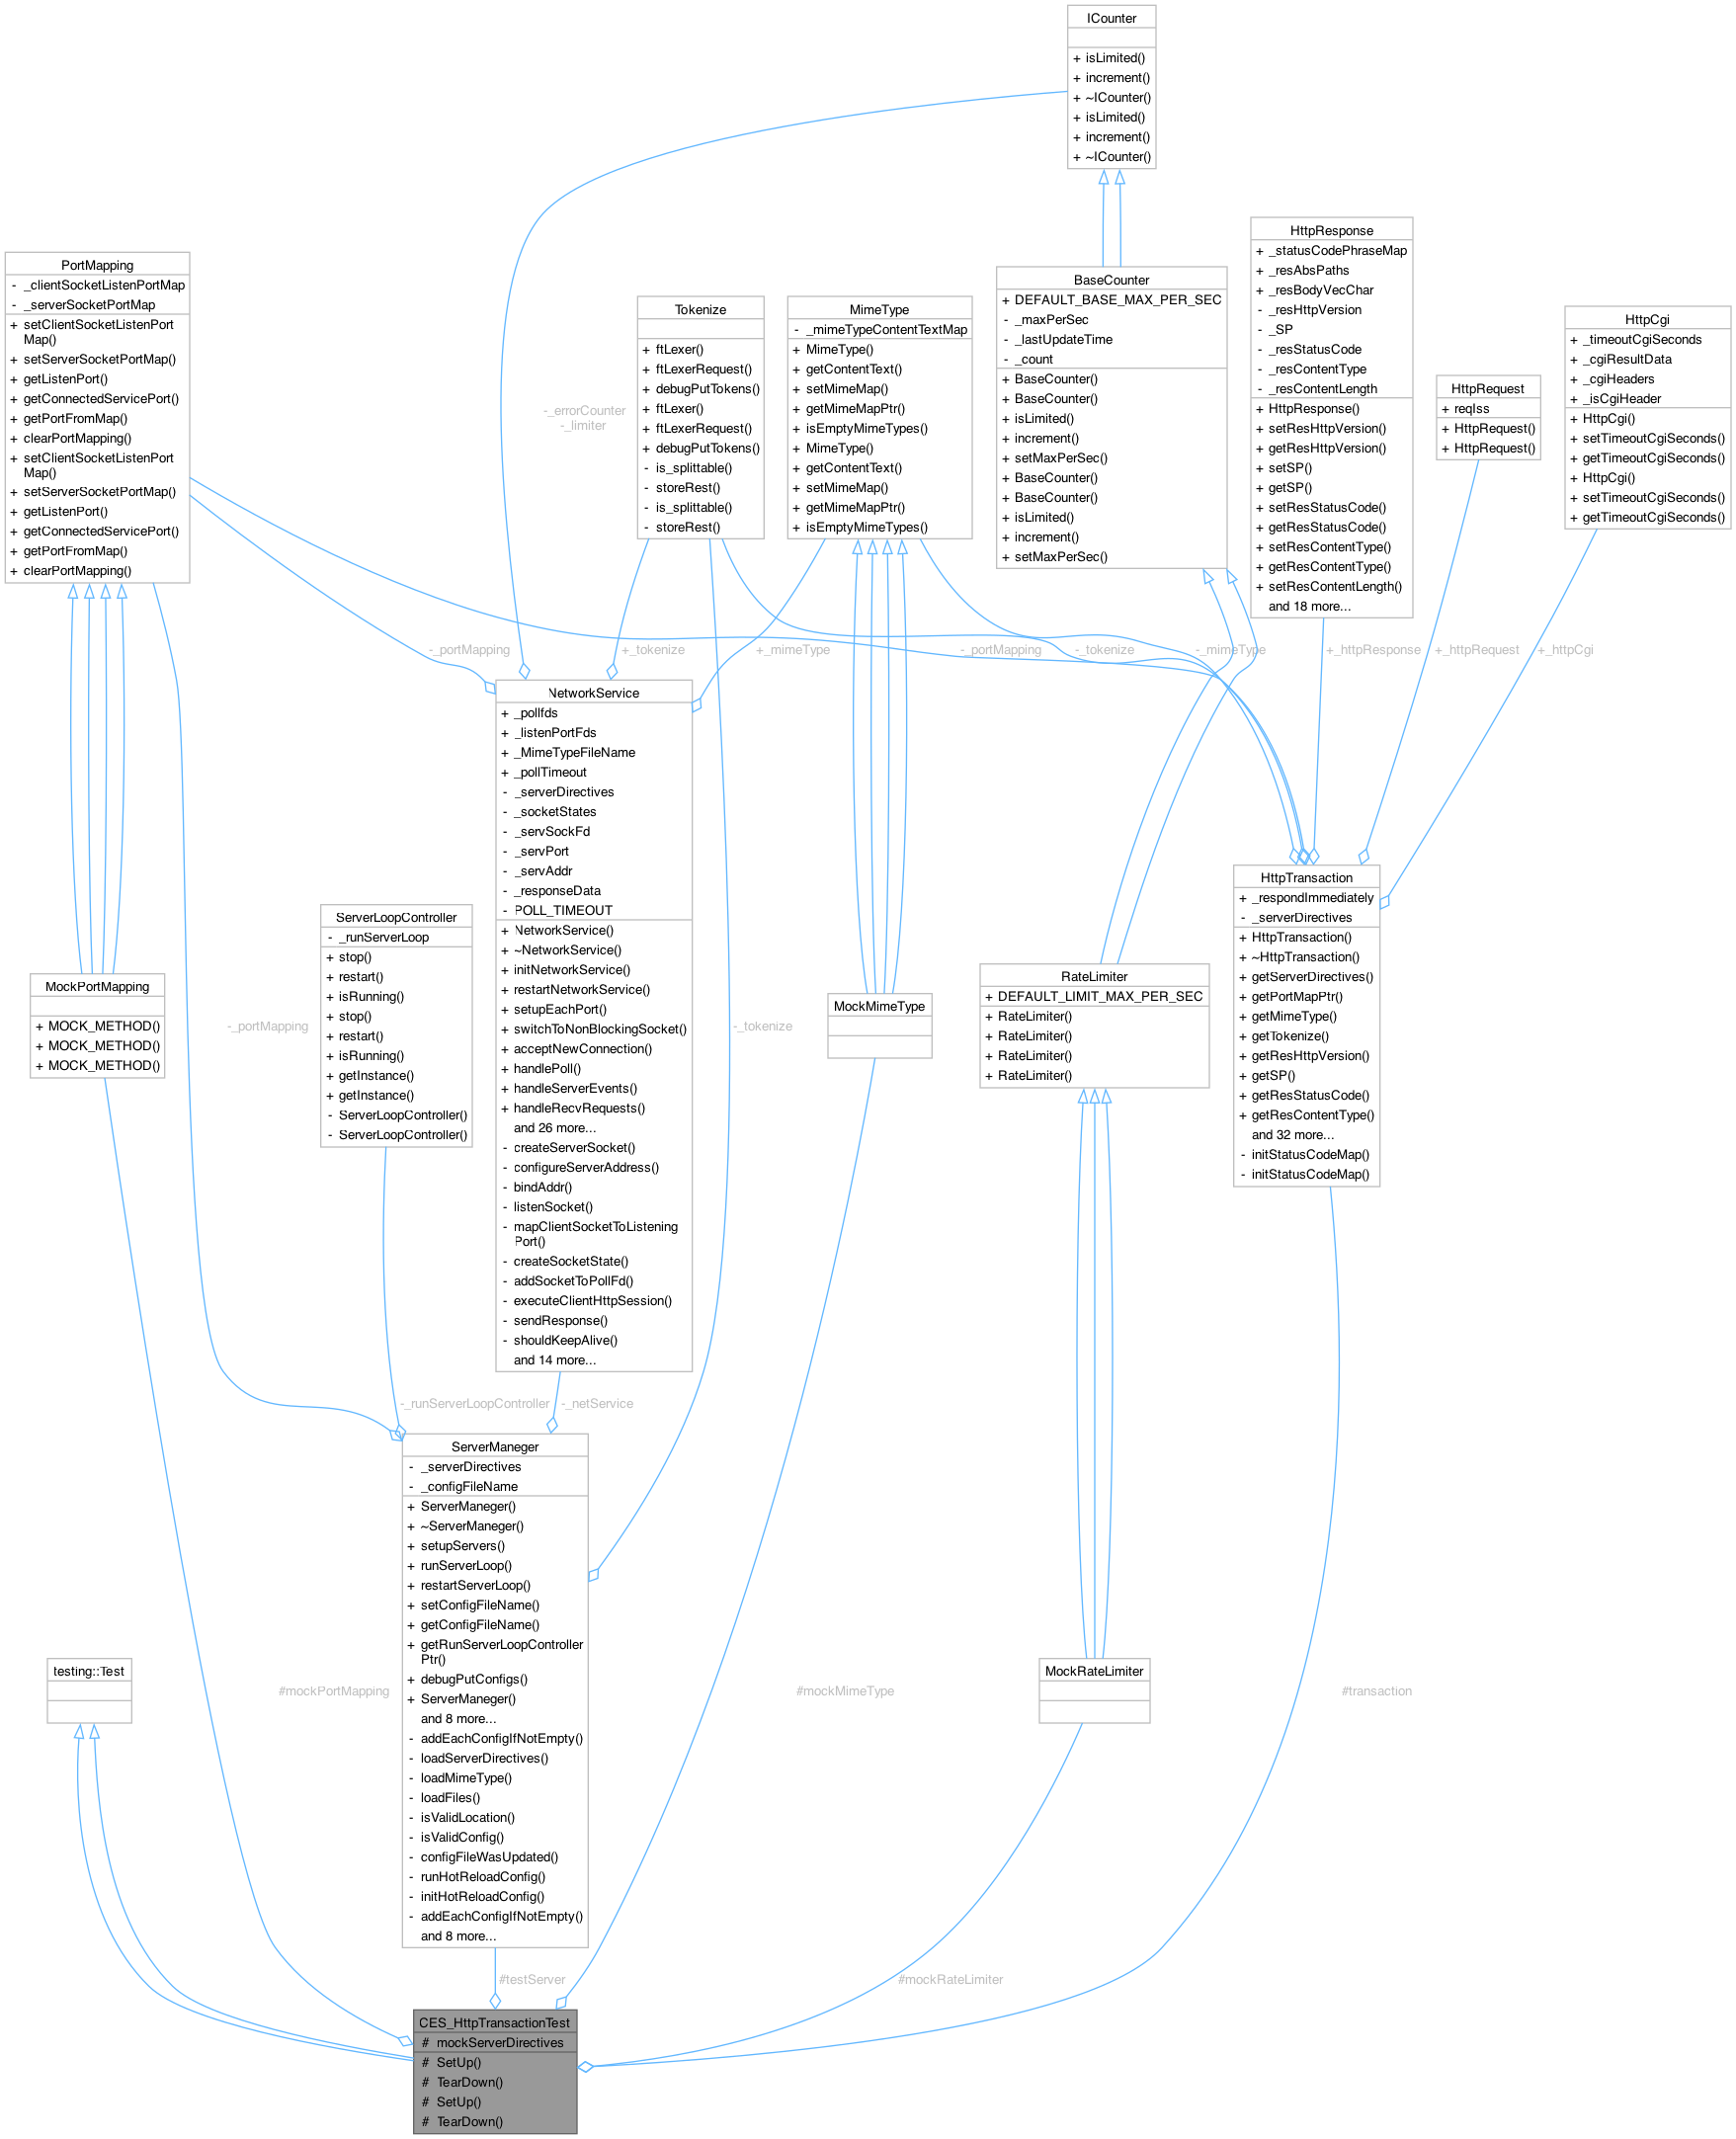 ICounter
+ isLimited()
+ increment()
+ ~ICounter()
+ isLimited()
+ increment()
+ ~ICounter()
HttpResponse
+ _statusCodePhraseMap
+ _resAbsPaths
+ _resBodyVecChar
- _resHttpVersion
- _SP
- _resStatusCode
- _resContentType
- _resContentLength
+ HttpResponse()
+ setResHttpVersion()
+ getResHttpVersion()
+ setSP()
+ getSP()
+ setResStatusCode()
+ getResStatusCode()
+ setResContentType()
+ getResContentType()
+ setResContentLength()
and 18 more...
PortMapping
- _clientSocketListenPortMap
- _serverSocketPortMap
+ setClientSocketListenPort
Map()
+ setServerSocketPortMap()
+ getListenPort()
+ getConnectedServicePort()
+ getPortFromMap()
+ clearPortMapping()
+ setClientSocketListenPort
Map()
+ setServerSocketPortMap()
+ getListenPort()
+ getConnectedServicePort()
+ getPortFromMap()
+ clearPortMapping()
BaseCounter
+ DEFAULT_BASE_MAX_PER_SEC
- _maxPerSec
- _lastUpdateTime
- _count
+ BaseCounter()
+ BaseCounter()
+ isLimited()
+ increment()
+ setMaxPerSec()
+ BaseCounter()
+ BaseCounter()
+ isLimited()
+ increment()
+ setMaxPerSec()
Tokenize
+ ftLexer()
+ ftLexerRequest()
+ debugPutTokens()
+ ftLexer()
+ ftLexerRequest()
+ debugPutTokens()
- is_splittable()
- storeRest()
- is_splittable()
- storeRest()
MimeType
- _mimeTypeContentTextMap
+ MimeType()
+ getContentText()
+ setMimeMap()
+ getMimeMapPtr()
+ isEmptyMimeTypes()
+ MimeType()
+ getContentText()
+ setMimeMap()
+ getMimeMapPtr()
+ isEmptyMimeTypes()
HttpCgi
+ _timeoutCgiSeconds
+ _cgiResultData
+ _cgiHeaders
+ _isCgiHeader
+ HttpCgi()
+ setTimeoutCgiSeconds()
+ getTimeoutCgiSeconds()
+ HttpCgi()
+ setTimeoutCgiSeconds()
+ getTimeoutCgiSeconds()
HttpRequest
+ reqIss
+ HttpRequest()
+ HttpRequest()
-_errorCounter
-_limiter
-_portMapping
+_tokenize
+_mimeType
-_portMapping
-_tokenize
-_mimeType
+_httpResponse
+_httpRequest
+_httpCgi
NetworkService
+ _pollfds
+ _listenPortFds
+ _MimeTypeFileName
+ _pollTimeout
- _serverDirectives
- _socketStates
- _servSockFd
- _servPort
- _servAddr
- _responseData
- POLL_TIMEOUT
+ NetworkService()
+ ~NetworkService()
+ initNetworkService()
+ restartNetworkService()
+ setupEachPort()
+ switchToNonBlockingSocket()
+ acceptNewConnection()
+ handlePoll()
+ handleServerEvents()
+ handleRecvRequests()
and 26 more...
- createServerSocket()
- configureServerAddress()
- bindAddr()
- listenSocket()
- mapClientSocketToListening
Port()
- createSocketState()
- addSocketToPollFd()
- executeClientHttpSession()
- sendResponse()
- shouldKeepAlive()
and 14 more...
HttpTransaction
+ _respondImmediately
- _serverDirectives
+ HttpTransaction()
+ ~HttpTransaction()
+ getServerDirectives()
+ getPortMapPtr()
+ getMimeType()
+ getTokenize()
+ getResHttpVersion()
+ getSP()
+ getResStatusCode()
+ getResContentType()
and 32 more...
- initStatusCodeMap()
- initStatusCodeMap()
ServerLoopController
- _runServerLoop
+ stop()
+ restart()
+ isRunning()
+ stop()
+ restart()
+ isRunning()
+ getInstance()
+ getInstance()
- ServerLoopController()
- ServerLoopController()
MockPortMapping
+ MOCK_METHOD()
+ MOCK_METHOD()
+ MOCK_METHOD()
RateLimiter
+ DEFAULT_LIMIT_MAX_PER_SEC
+ RateLimiter()
+ RateLimiter()
+ RateLimiter()
+ RateLimiter()
MockMimeType
-_portMapping
-_tokenize
-_runServerLoopController
-_netService
ServerManeger
- _serverDirectives
- _configFileName
+ ServerManeger()
+ ~ServerManeger()
+ setupServers()
+ runServerLoop()
+ restartServerLoop()
+ setConfigFileName()
+ getConfigFileName()
+ getRunServerLoopController
Ptr()
+ debugPutConfigs()
+ ServerManeger()
and 8 more...
- addEachConfigIfNotEmpty()
- loadServerDirectives()
- loadMimeType()
- loadFiles()
- isValidLocation()
- isValidConfig()
- configFileWasUpdated()
- runHotReloadConfig()
- initHotReloadConfig()
- addEachConfigIfNotEmpty()
and 8 more...
testing::Test
MockRateLimiter
#mockPortMapping
#mockMimeType
#transaction
#testServer
#mockRateLimiter
CES_HttpTransactionTest
# mockServerDirectives
# SetUp()
# TearDown()
# SetUp()
# TearDown()